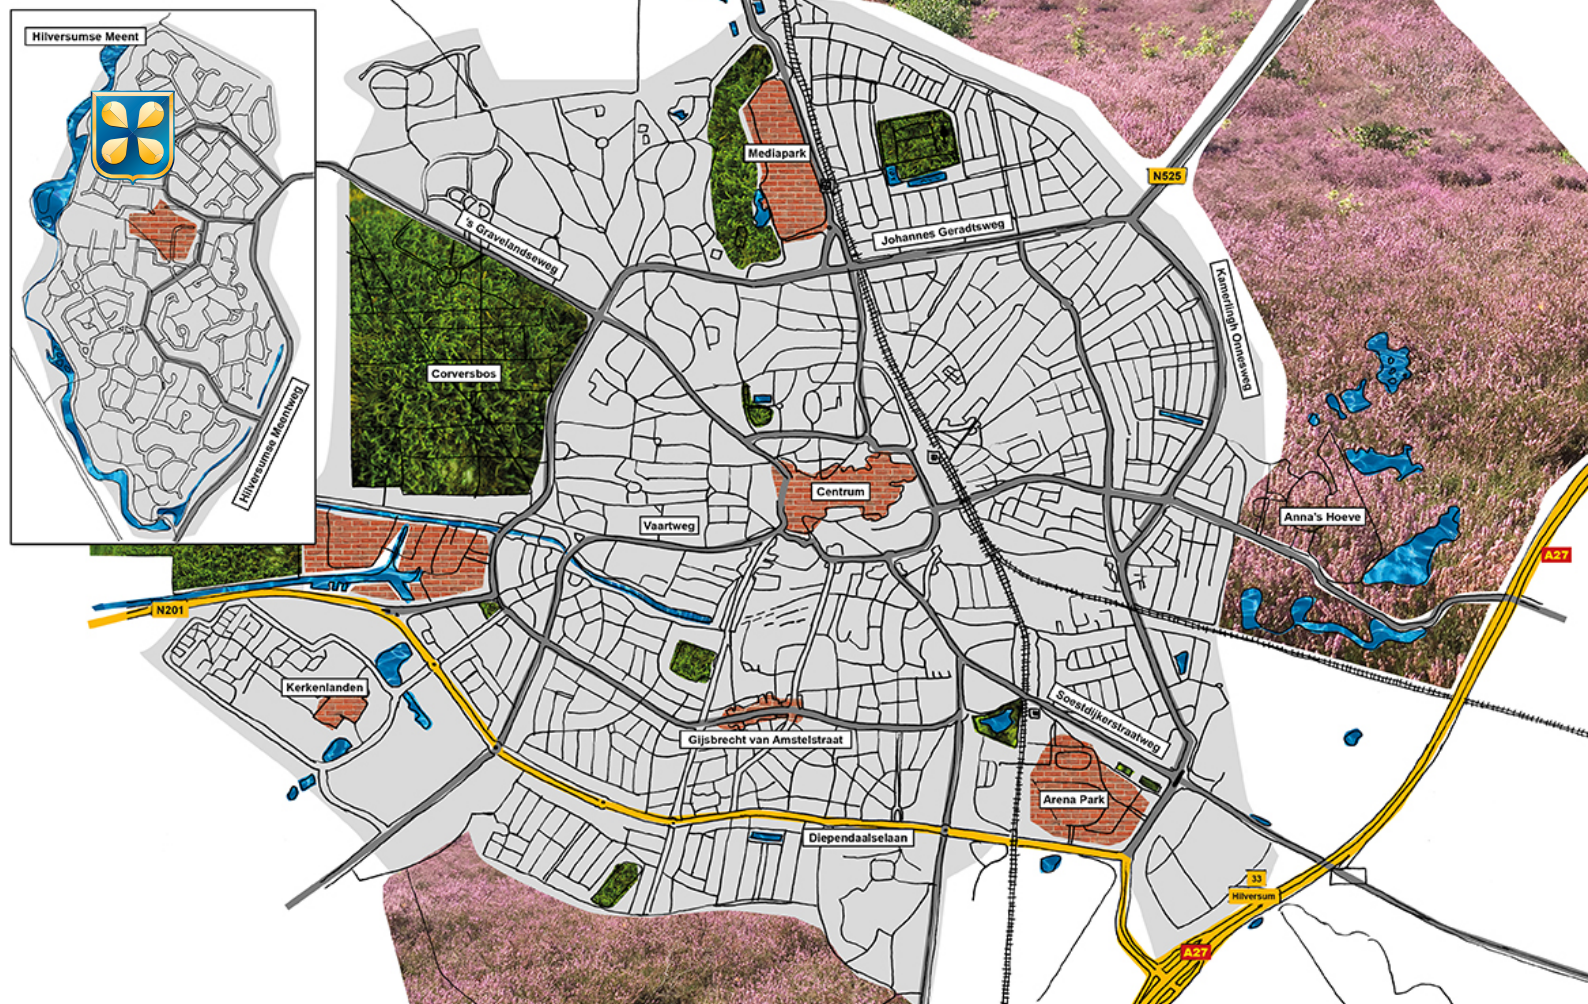 Hilversumse Meent
Hilversumse Meentweg
Mediapark
N525
's Gravelandseweg
Johannes Geradtsweg
Kamerlingh Onnesweg
Corversbos
Centrum
Vaartweg
Anna's Hoeve
A27
N201
Kerkenlanden
Gijsbrecht van Amstelstraat
Soestdijkerstraatweg
Arena Park
Diependaalselaan
33
Hilversum
A27